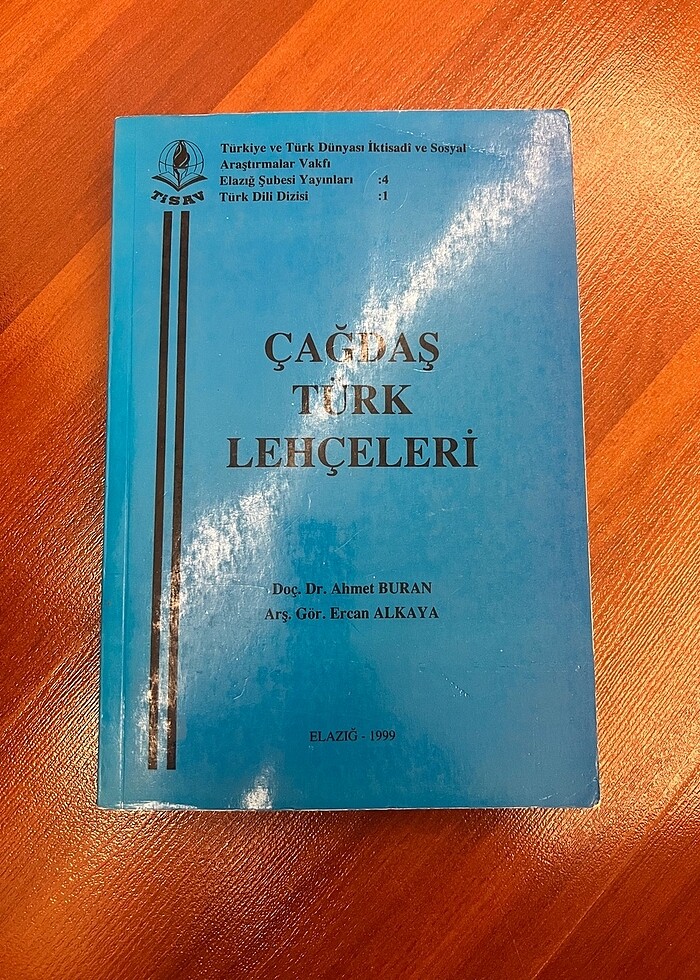 Türkiye ve Türk Dünyası İktisadî ve Sosyal
Araştırmalar Vakfı
Elazığ Şubesi Yayınları :4
Türk Dili Dizisi :1
TİSAV
ÇAĞDAŞ
TÜRK
LEHÇELERİ
Doç. Dr. Ahmet BURAN
Arş. Gör. Ercan ALKAYA
ELAZIĞ - 1999